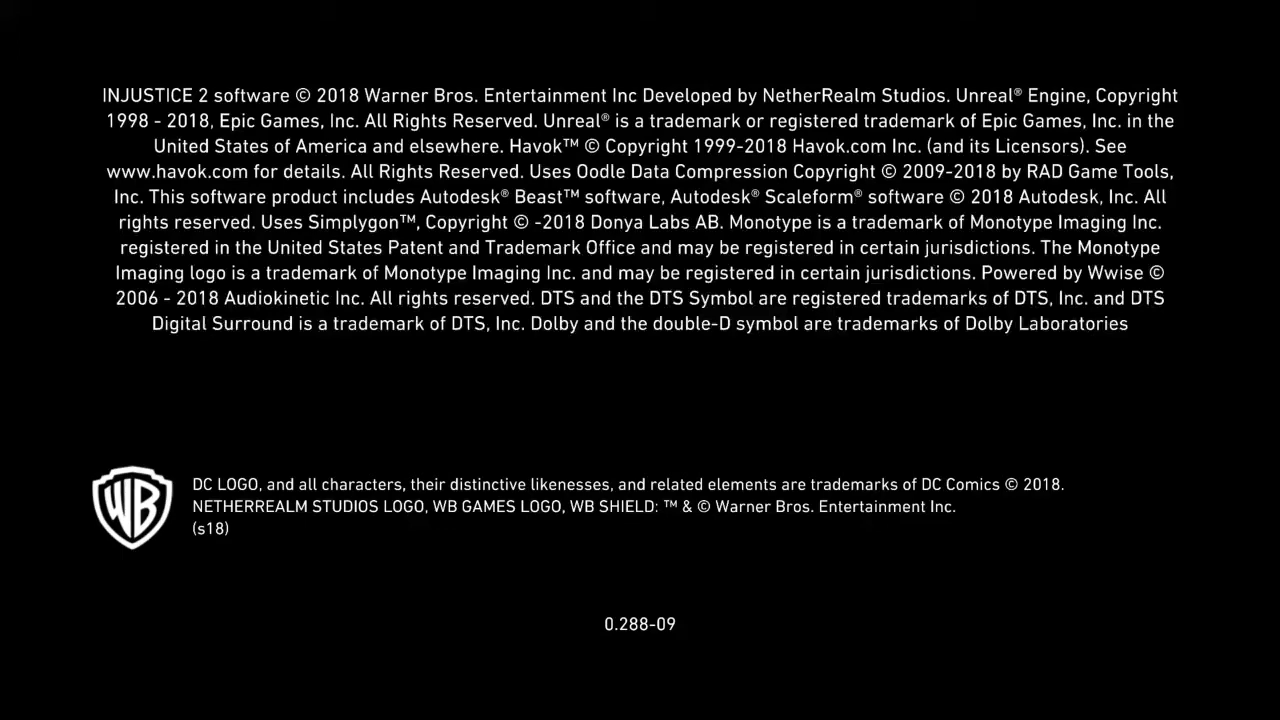 INJUSTICE 2 software © 2018 Warner Bros. Entertainment Inc Developed by NetherRealm Studios. Unreal® Engine, Copyright
1998 - 2018, Epic Games, Inc. All Rights Reserved. Unreal® is a trademark or registered trademark of Epic Games, Inc. in the
United States of America and elsewhere. Havok™ © Copyright 1999-2018 Havok.com Inc. (and its Licensors). See
www.havok.com for details. All Rights Reserved. Uses Oodle Data Compression Copyright © 2009-2018 by RAD Game Tools,
Inc. This software product includes Autodesk® Beast™ software, Autodesk® Scaleform® software © 2018 Autodesk, Inc. All
rights reserved. Uses Simplygon™, Copyright © -2018 Donya Labs AB. Monotype is a trademark of Monotype Imaging Inc.
registered in the United States Patent and Trademark Office and may be registered in certain jurisdictions. The Monotype
Imaging logo is a trademark of Monotype Imaging Inc. and may be registered in certain jurisdictions. Powered by Wwise ©
2006 - 2018 Audiokinetic Inc. All rights reserved. DTS and the DTS Symbol are registered trademarks of DTS, Inc. and DTS
Digital Surround is a trademark of DTS, Inc. Dolby and the double-D symbol are trademarks of Dolby Laboratories
WB
DC LOGO, and all characters, their distinctive likenesses, and related elements are trademarks of DC Comics © 2018.
NETHERREALM STUDIOS LOGO, WB GAMES LOGO, WB SHIELD: ™ & © Warner Bros. Entertainment Inc.
(s18)
0.288-09